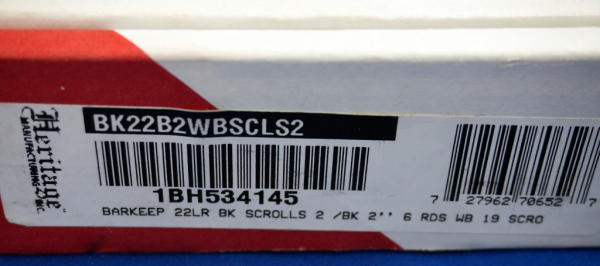 Heritage™
MANUFACTURING, INC.
BK22B2WBSCLS2
1BH534145
BARKEEP 22LR BK SCROLLS 2 /BK 2'' 6 RDS WB 19 SCRO
7 27962 70652 7